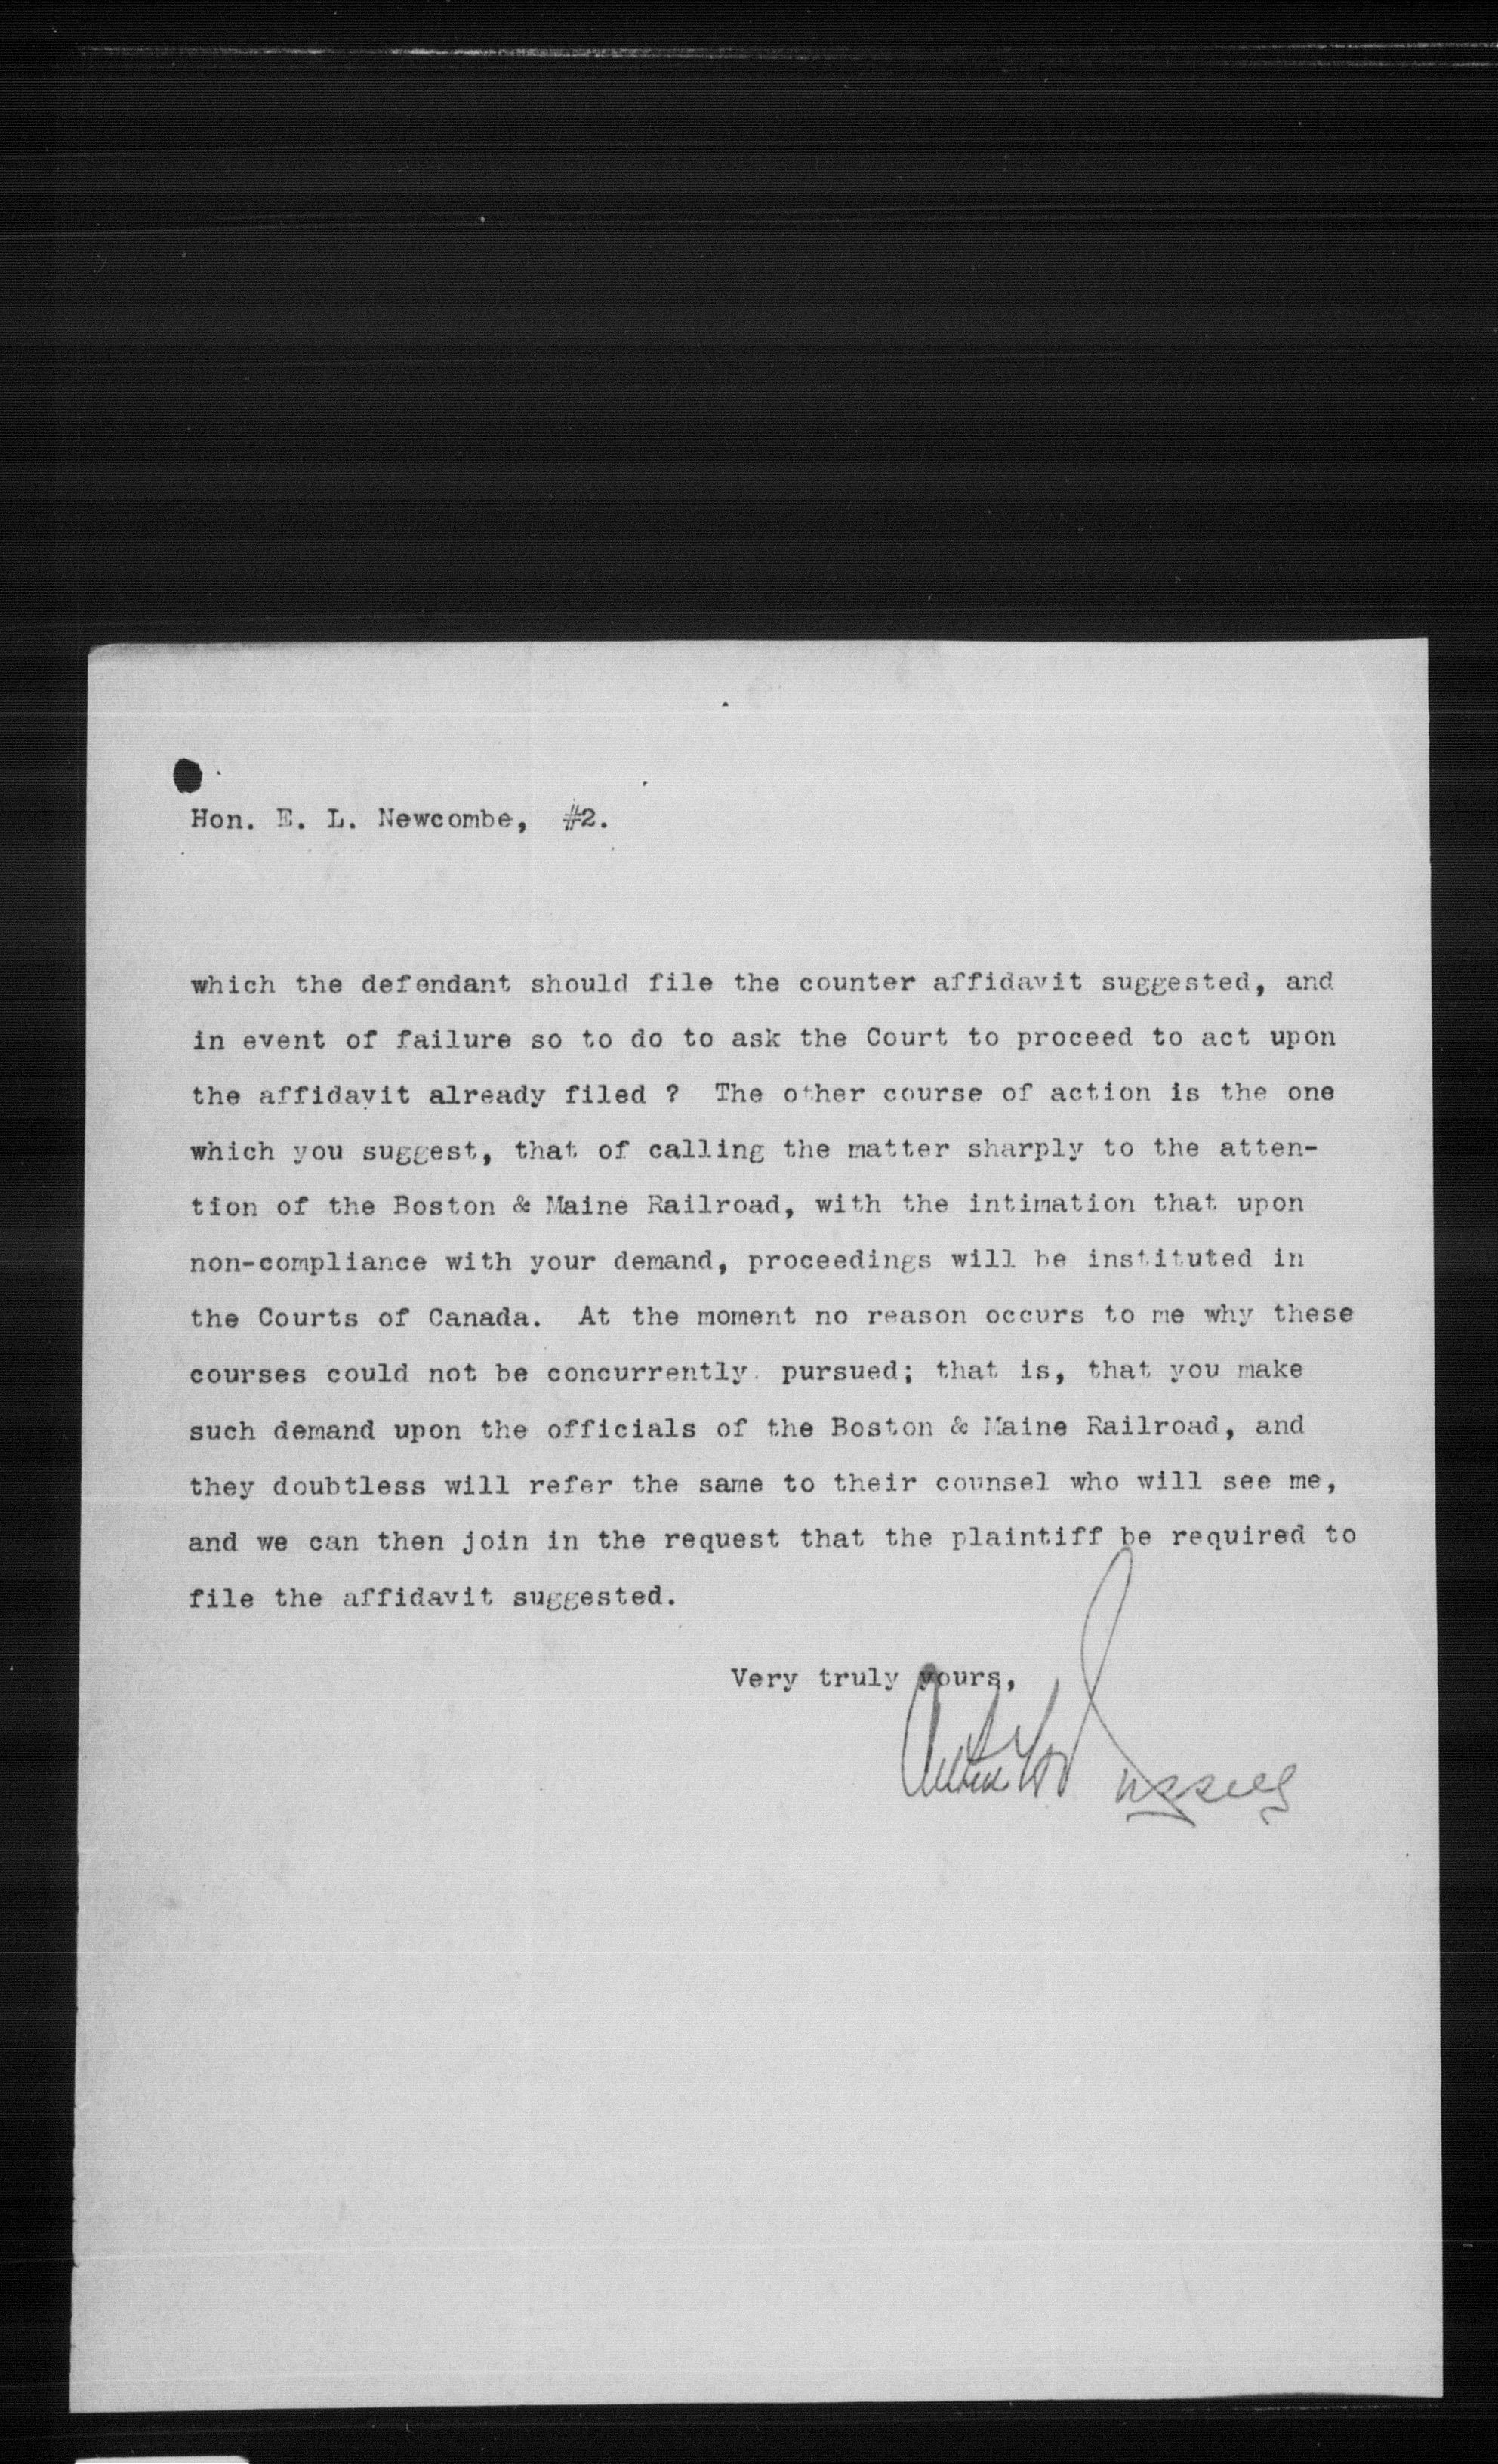 Hon. E. L. Newcombe, #2.
which the defendant should file the counter affidavit suggested, and
in event of failure so to do to ask the Court to proceed to act upon
the affidavit already filed ? The other course of action is the one
which you suggest, that of calling the matter sharply to the atten-
tion of the Boston & Maine Railroad, with the intimation that upon
non-compliance with your demand, proceedings will be instituted in
the Courts of Canada. At the moment no reason occurs to me why these
courses could not be concurrently. pursued; that is, that you make
such demand upon the officials of the Boston & Maine Railroad, and
they doubtless will refer the same to their counsel who will see me,
and we can then join in the request that the plaintiff be required to
file the affidavit suggested.
Very truly yours,